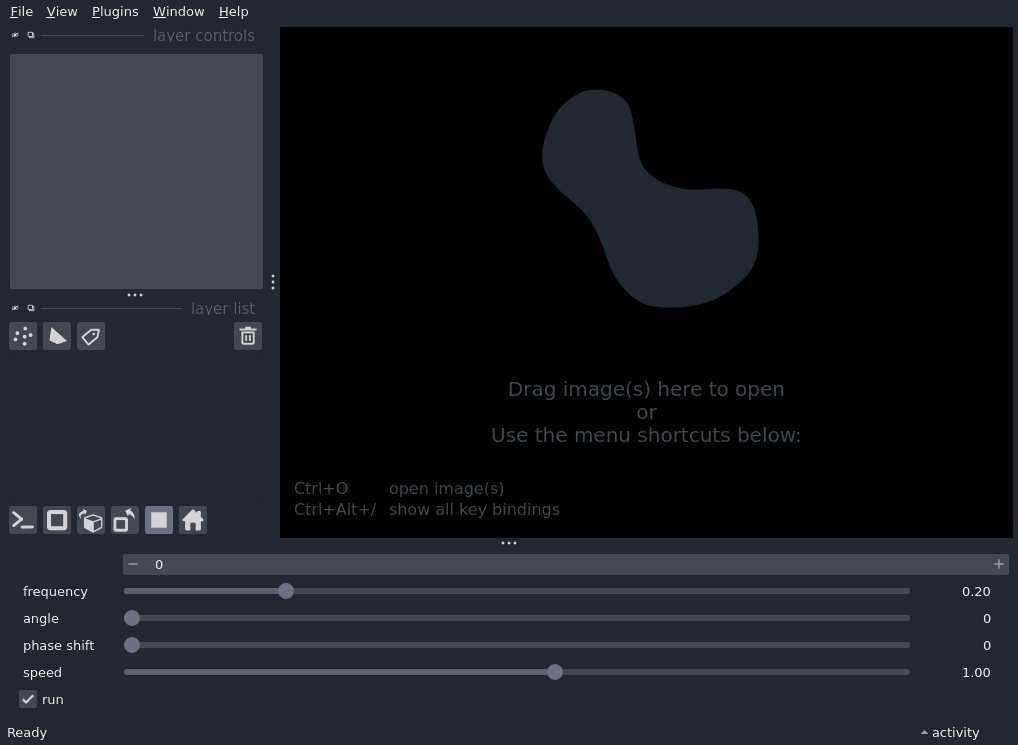 File View Plugins Window Help
layer controls
layer list
Drag image(s) here to open
or
Use the menu shortcuts below:
Ctrl+O open image(s)
Ctrl+Alt+/ show all key bindings
− 0 +
frequency 0.20
angle 0
phase shift 0
speed 1.00
run
Ready activity